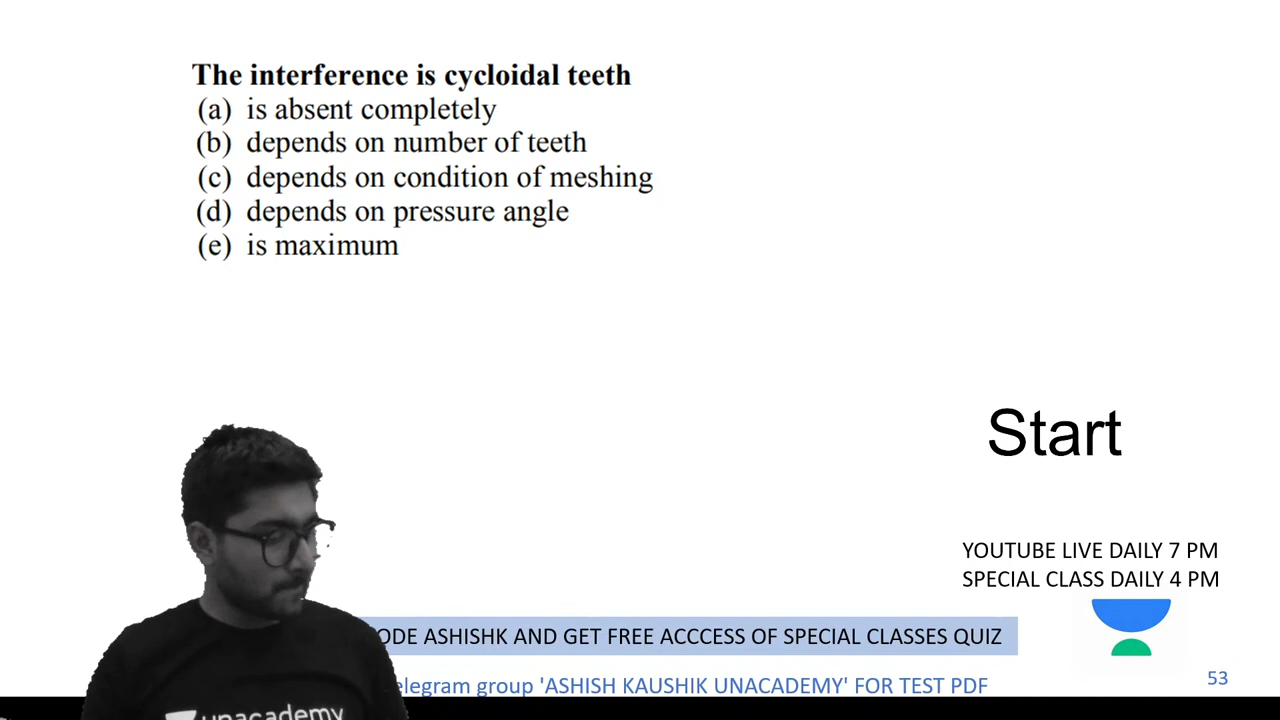 The interference is cycloidal teeth
(a) is absent completely
(b) depends on number of teeth
(c) depends on condition of meshing
(d) depends on pressure angle
(e) is maximum
Start
YOUTUBE LIVE DAILY 7 PM
SPECIAL CLASS DAILY 4 PM
ODE ASHISHK AND GET FREE ACCCESS OF SPECIAL CLASSES QUIZ
elegram group 'ASHISH KAUSHIK UNACADEMY' FOR TEST PDF
53
unacademy